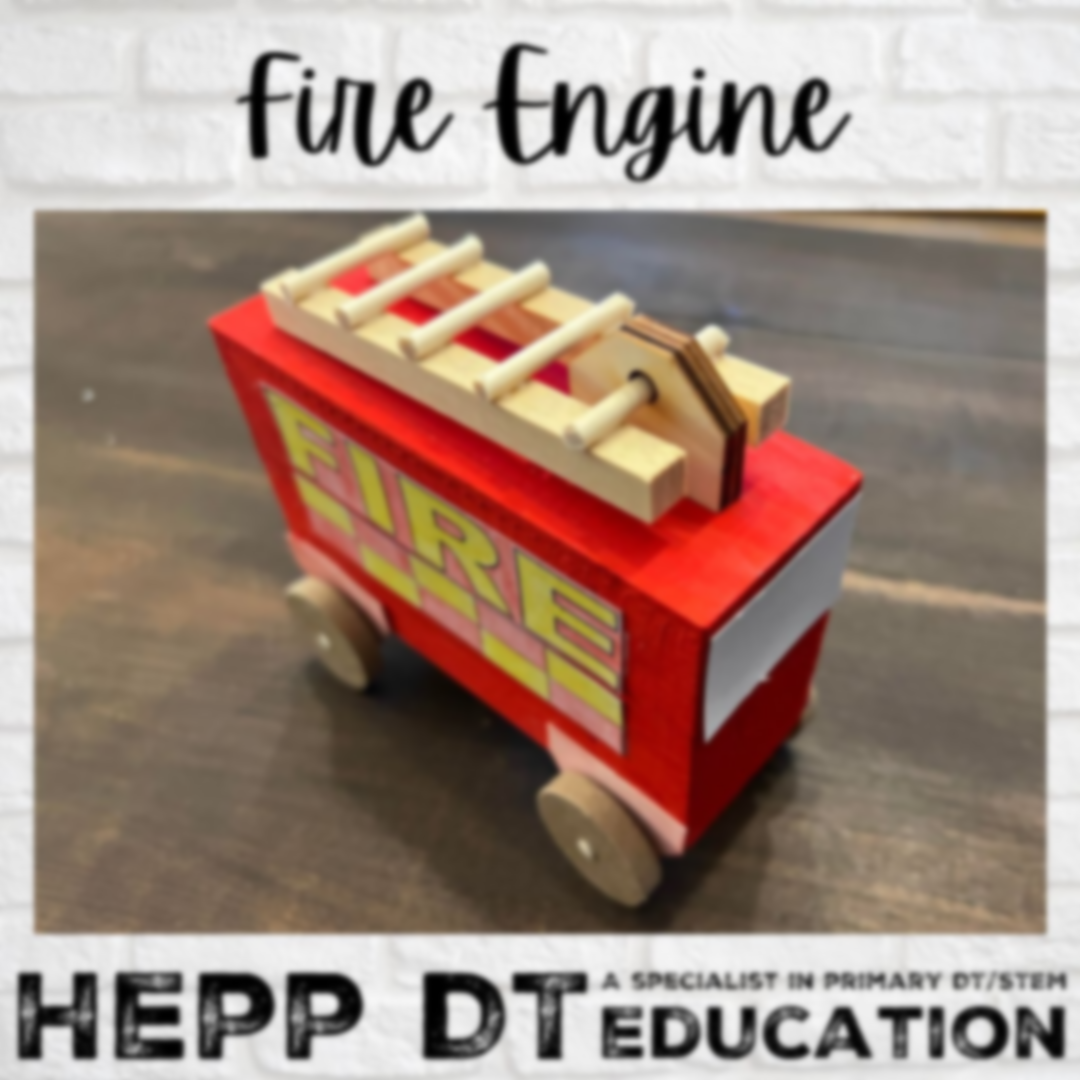 Fire Engine
FIRE
HEPP DT
A SPECIALIST IN PRIMARY DT/STEM
EDUCATION